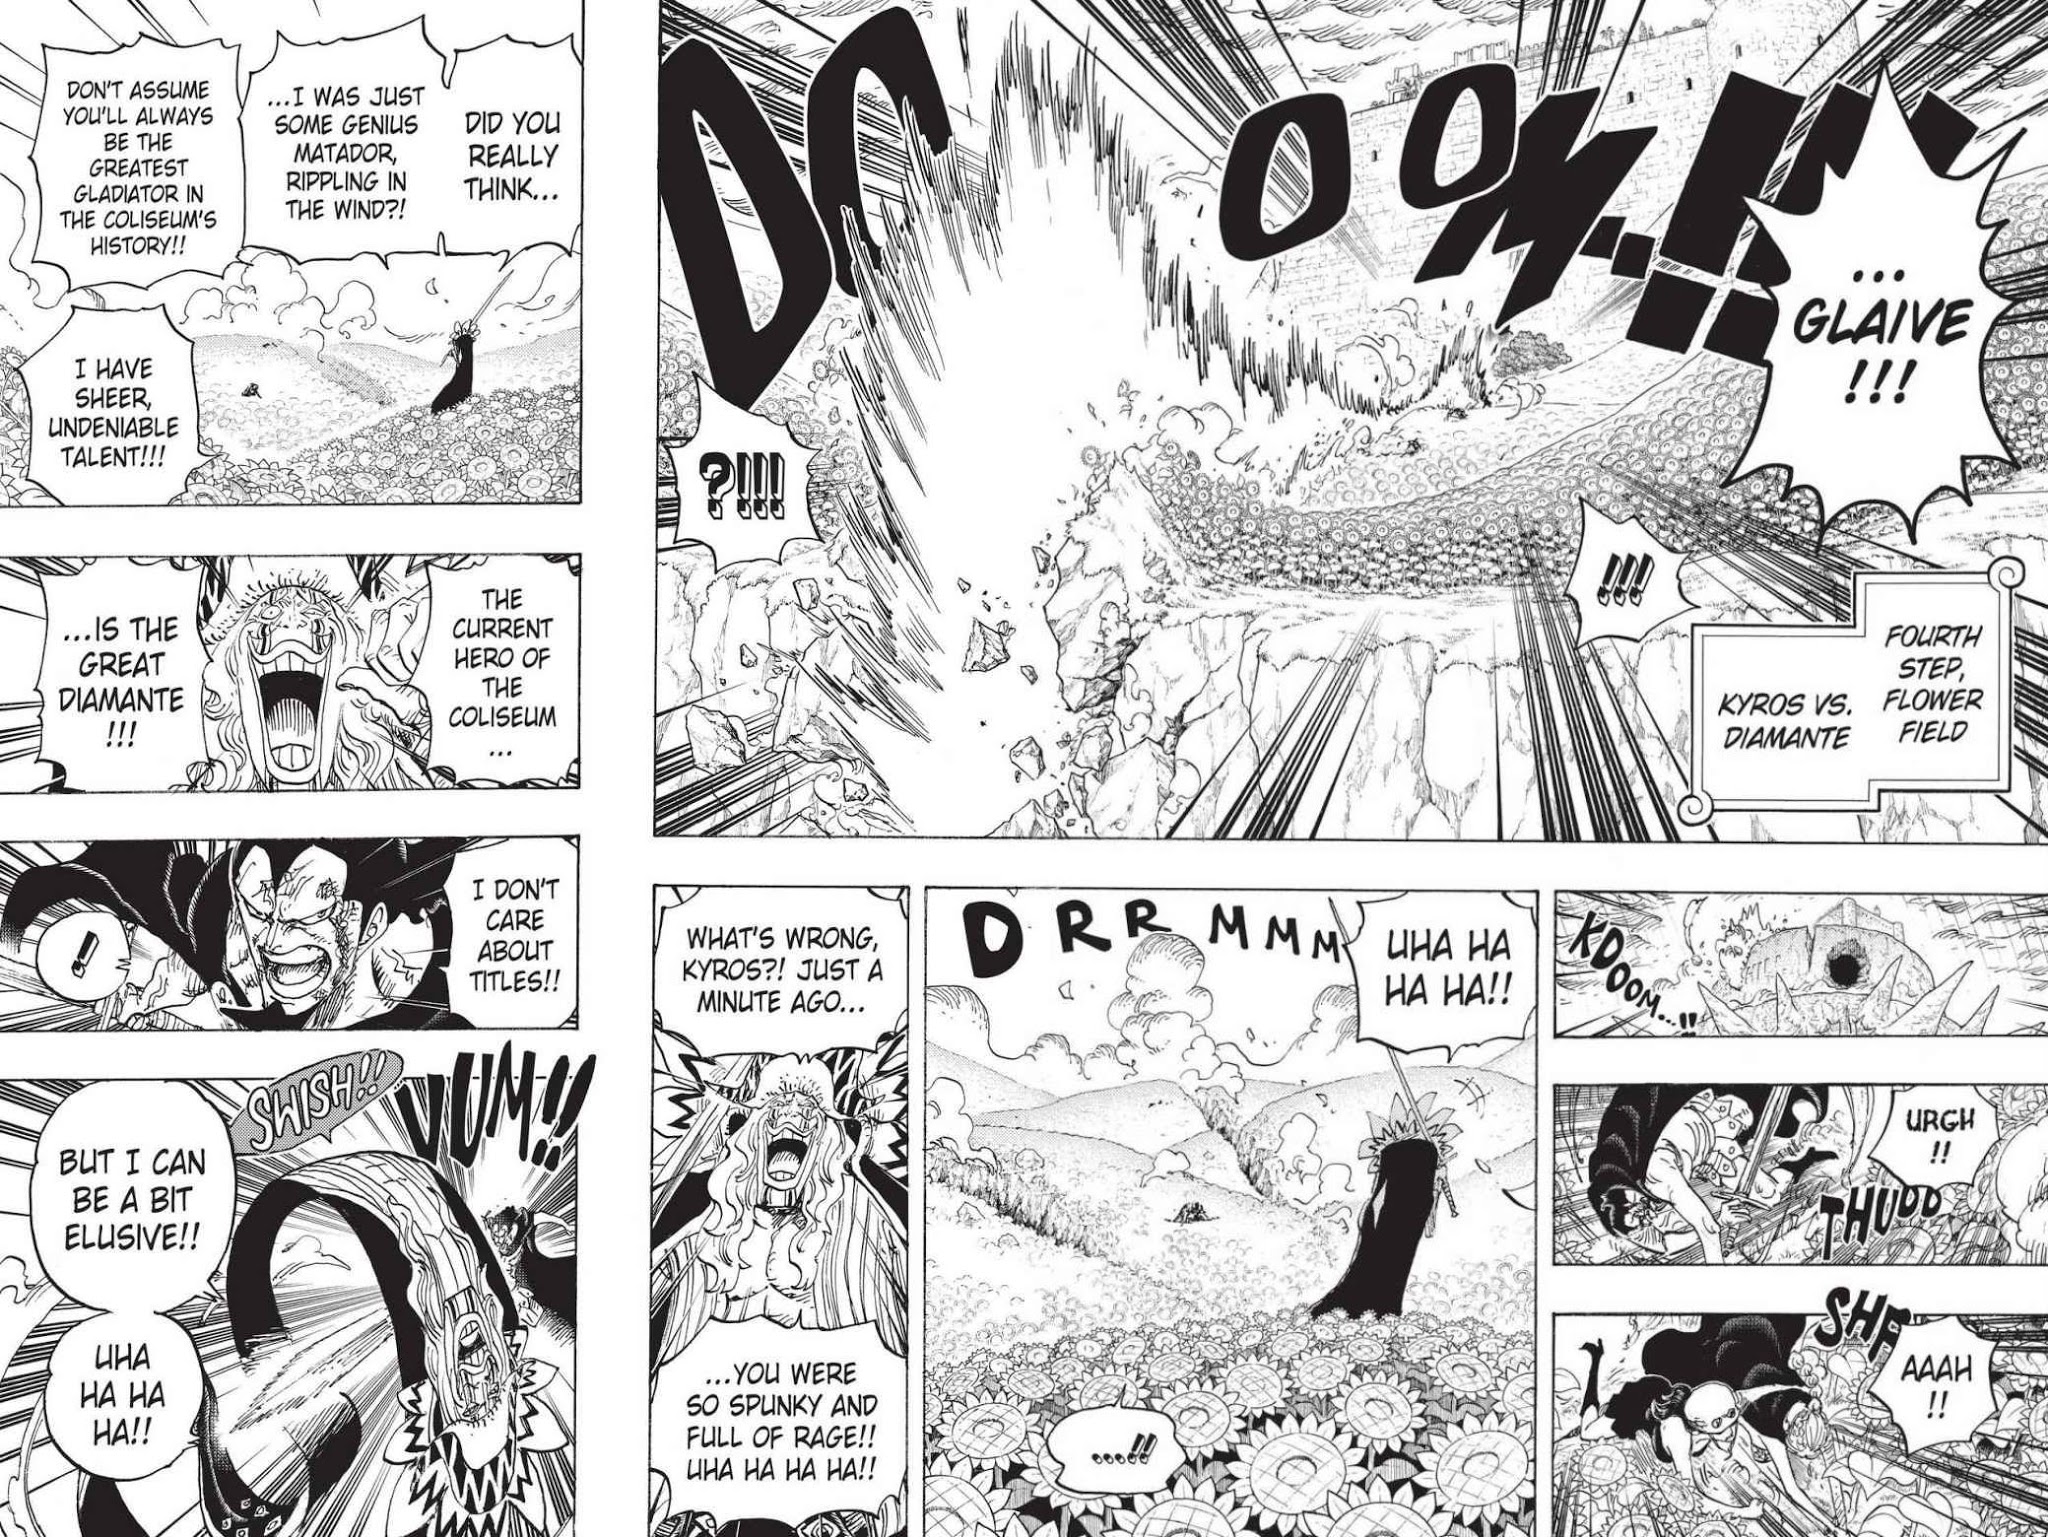 ...
GLAIVE
!!!
DOOOOM..!!
?!!!
!!!
FOURTH
STEP,
FLOWER
FIELD
KYROS VS.
DIAMANTE
KDOOM...!!
URGH
!!
THUDD
AAAH
!!
UHA HA
HA HA!!
DRRMMM
...!!
WHAT'S WRONG,
KYROS?! JUST A
MINUTE AGO...
...YOU WERE
SO SPUNKY AND
FULL OF RAGE!!
UHA HA HA HA!!
DID YOU
REALLY
THINK...
...I WAS JUST
SOME GENIUS
MATADOR,
RIPPLING IN
THE WIND?!
DON'T ASSUME
YOU'LL ALWAYS
BE THE
GREATEST
GLADIATOR IN
THE COLISEUM'S
HISTORY!!
I HAVE
SHEER,
UNDENIABLE
TALENT!!!
THE
CURRENT
HERO OF
THE
COLISEUM
...
...IS THE
GREAT
DIAMANTE
!!!
I DON'T
CARE
ABOUT
TITLES!!
!!
VUM!!
SWISH!!
BUT I CAN
BE A BIT
ELUSIVE!!
UHA
HA HA
HA!!